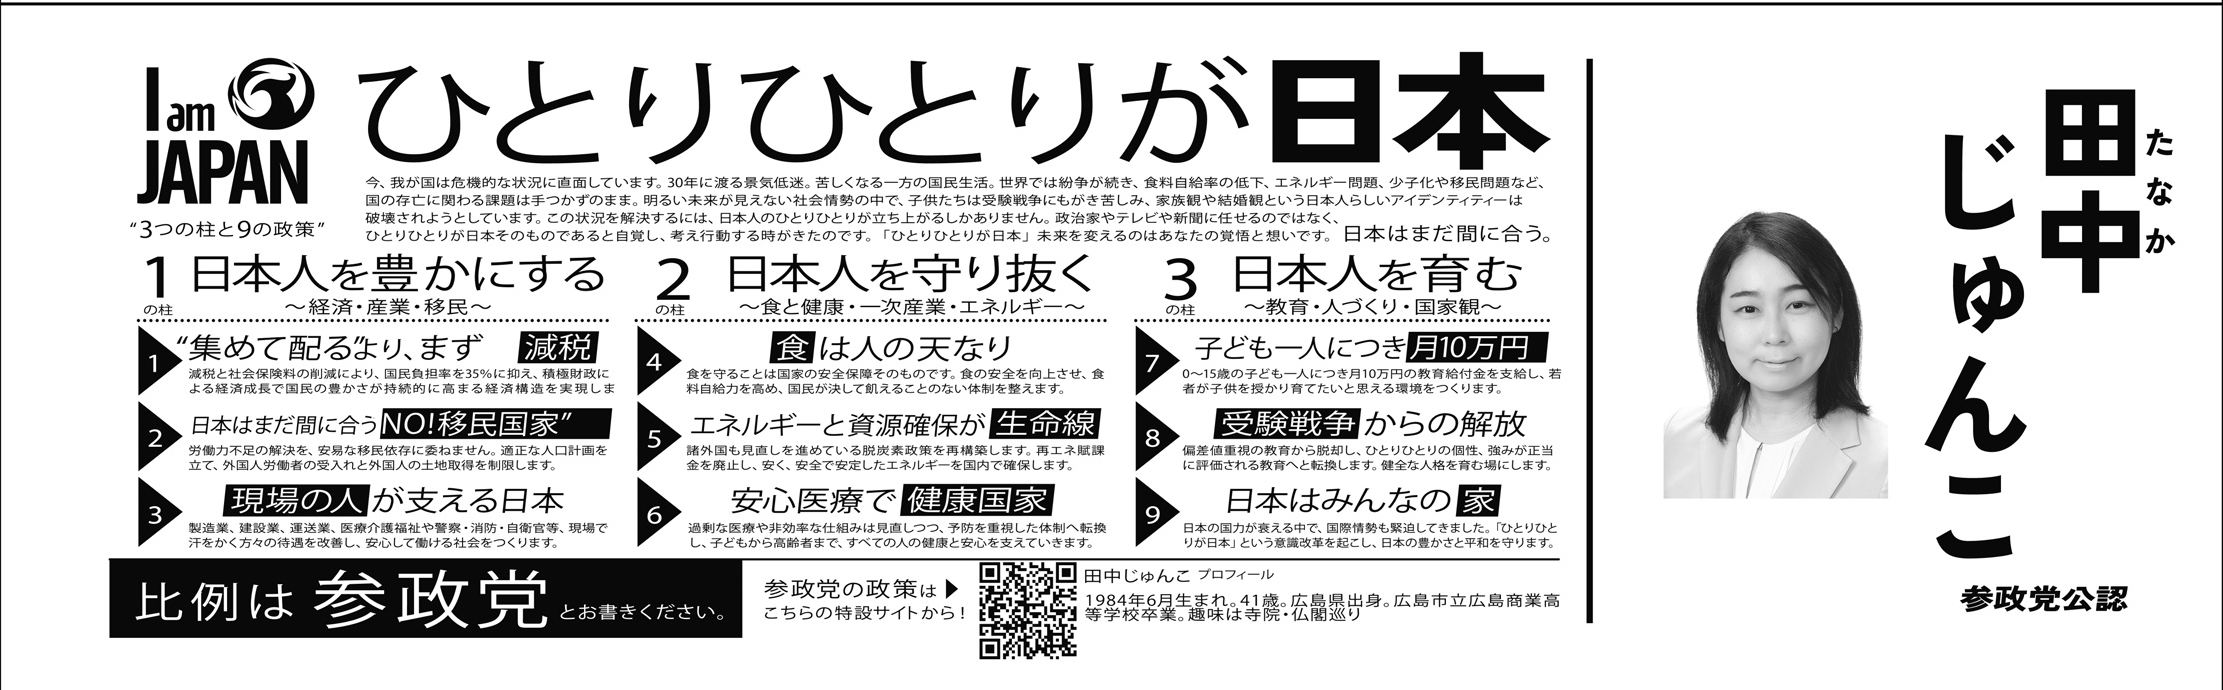 I am
JAPAN
“3つの柱と9の政策”
ひとりひとりが日本
今、我が国は危機的な状況に直面しています。30年に渡る景気低迷。苦しくなる一方の国民生活。世界では紛争が続き、食料自給率の低下、エネルギー問題、少子化や移民問題など、
国の存亡に関わる課題は手つかずのまま。明るい未来が見えない社会情勢の中で、子供たちは受験戦争にもがき苦しみ、家族観や結婚観という日本人らしいアイデンティティーは
破壊されようとしています。この状況を解決するには、日本人のひとりひとりが立ち上がるしかありません。政治家やテレビや新聞に任せるのではなく、
ひとりひとりが日本そのものであると自覚し、考え行動する時がきたのです。「ひとりひとりが日本」未来を変えるのはあなたの覚悟と想いです。日本はまだ間に合う。
1の柱 日本人を豊かにする
～経済・産業・移民～
1 “集めて配る”より、まず 減税
減税と社会保険料の削減により、国民負担率を35%に抑え、積極財政に
よる経済成長で国民の豊かさが持続的に高まる経済構造を実現しま
2 日本はまだ間に合うNO!移民国家”
労働力不足の解決を、安易な移民依存に委ねません。適正な人口計画を
立て、外国人労働者の受入れと外国人の土地取得を制限します。
3 現場の人が支える日本
製造業、建設業、運送業、医療介護福祉や警察・消防・自衛官等、現場で
汗をかく方々の待遇を改善し、安心して働ける社会をつくります。
2の柱 日本人を守り抜く
～食と健康・一次産業・エネルギー～
4 食は人の天なり
食を守ることは国家の安全保障そのものです。食の安全を向上させ、食
料自給力を高め、国民が決して飢えることのない体制を整えます。
5 エネルギーと資源確保が生命線
諸外国も見直しを進めている脱炭素政策を再構築します。再エネ賦課
金を廃止し、安く、安全で安定したエネルギーを国内で確保します。
6 安心医療で健康国家
過剰な医療や非効率な仕組みは見直しつつ、予防を重視した体制へ転換
し、子どもから高齢者まで、すべての人の健康と安心を支えていきます。
3の柱 日本人を育む
～教育・人づくり・国家観～
7 子ども一人につき月10万円
0～15歳の子ども一人につき月10万円の教育給付金を支給し、若
者が子供を授かり育てたいと思える環境をつくります。
8 受験戦争からの解放
偏差値重視の教育から脱却し、ひとりひとりの個性、強みが正当
に評価される教育へと転換します。健全な人格を育む場にします。
9 日本はみんなの家
日本の国力が衰える中で、国際情勢も緊迫してきました。「ひとりひと
りが日本」という意識改革を起こし、日本の豊かさと平和を守ります。
比例は参政党とお書きください。
参政党の政策は
こちらの特設サイトから！
田中じゅんこ プロフィール
1984年6月生まれ。41歳。広島県出身。広島市立広島商業高
等学校卒業。趣味は寺院・仏閣巡り
田中
たなか
じゅんこ
参政党公認